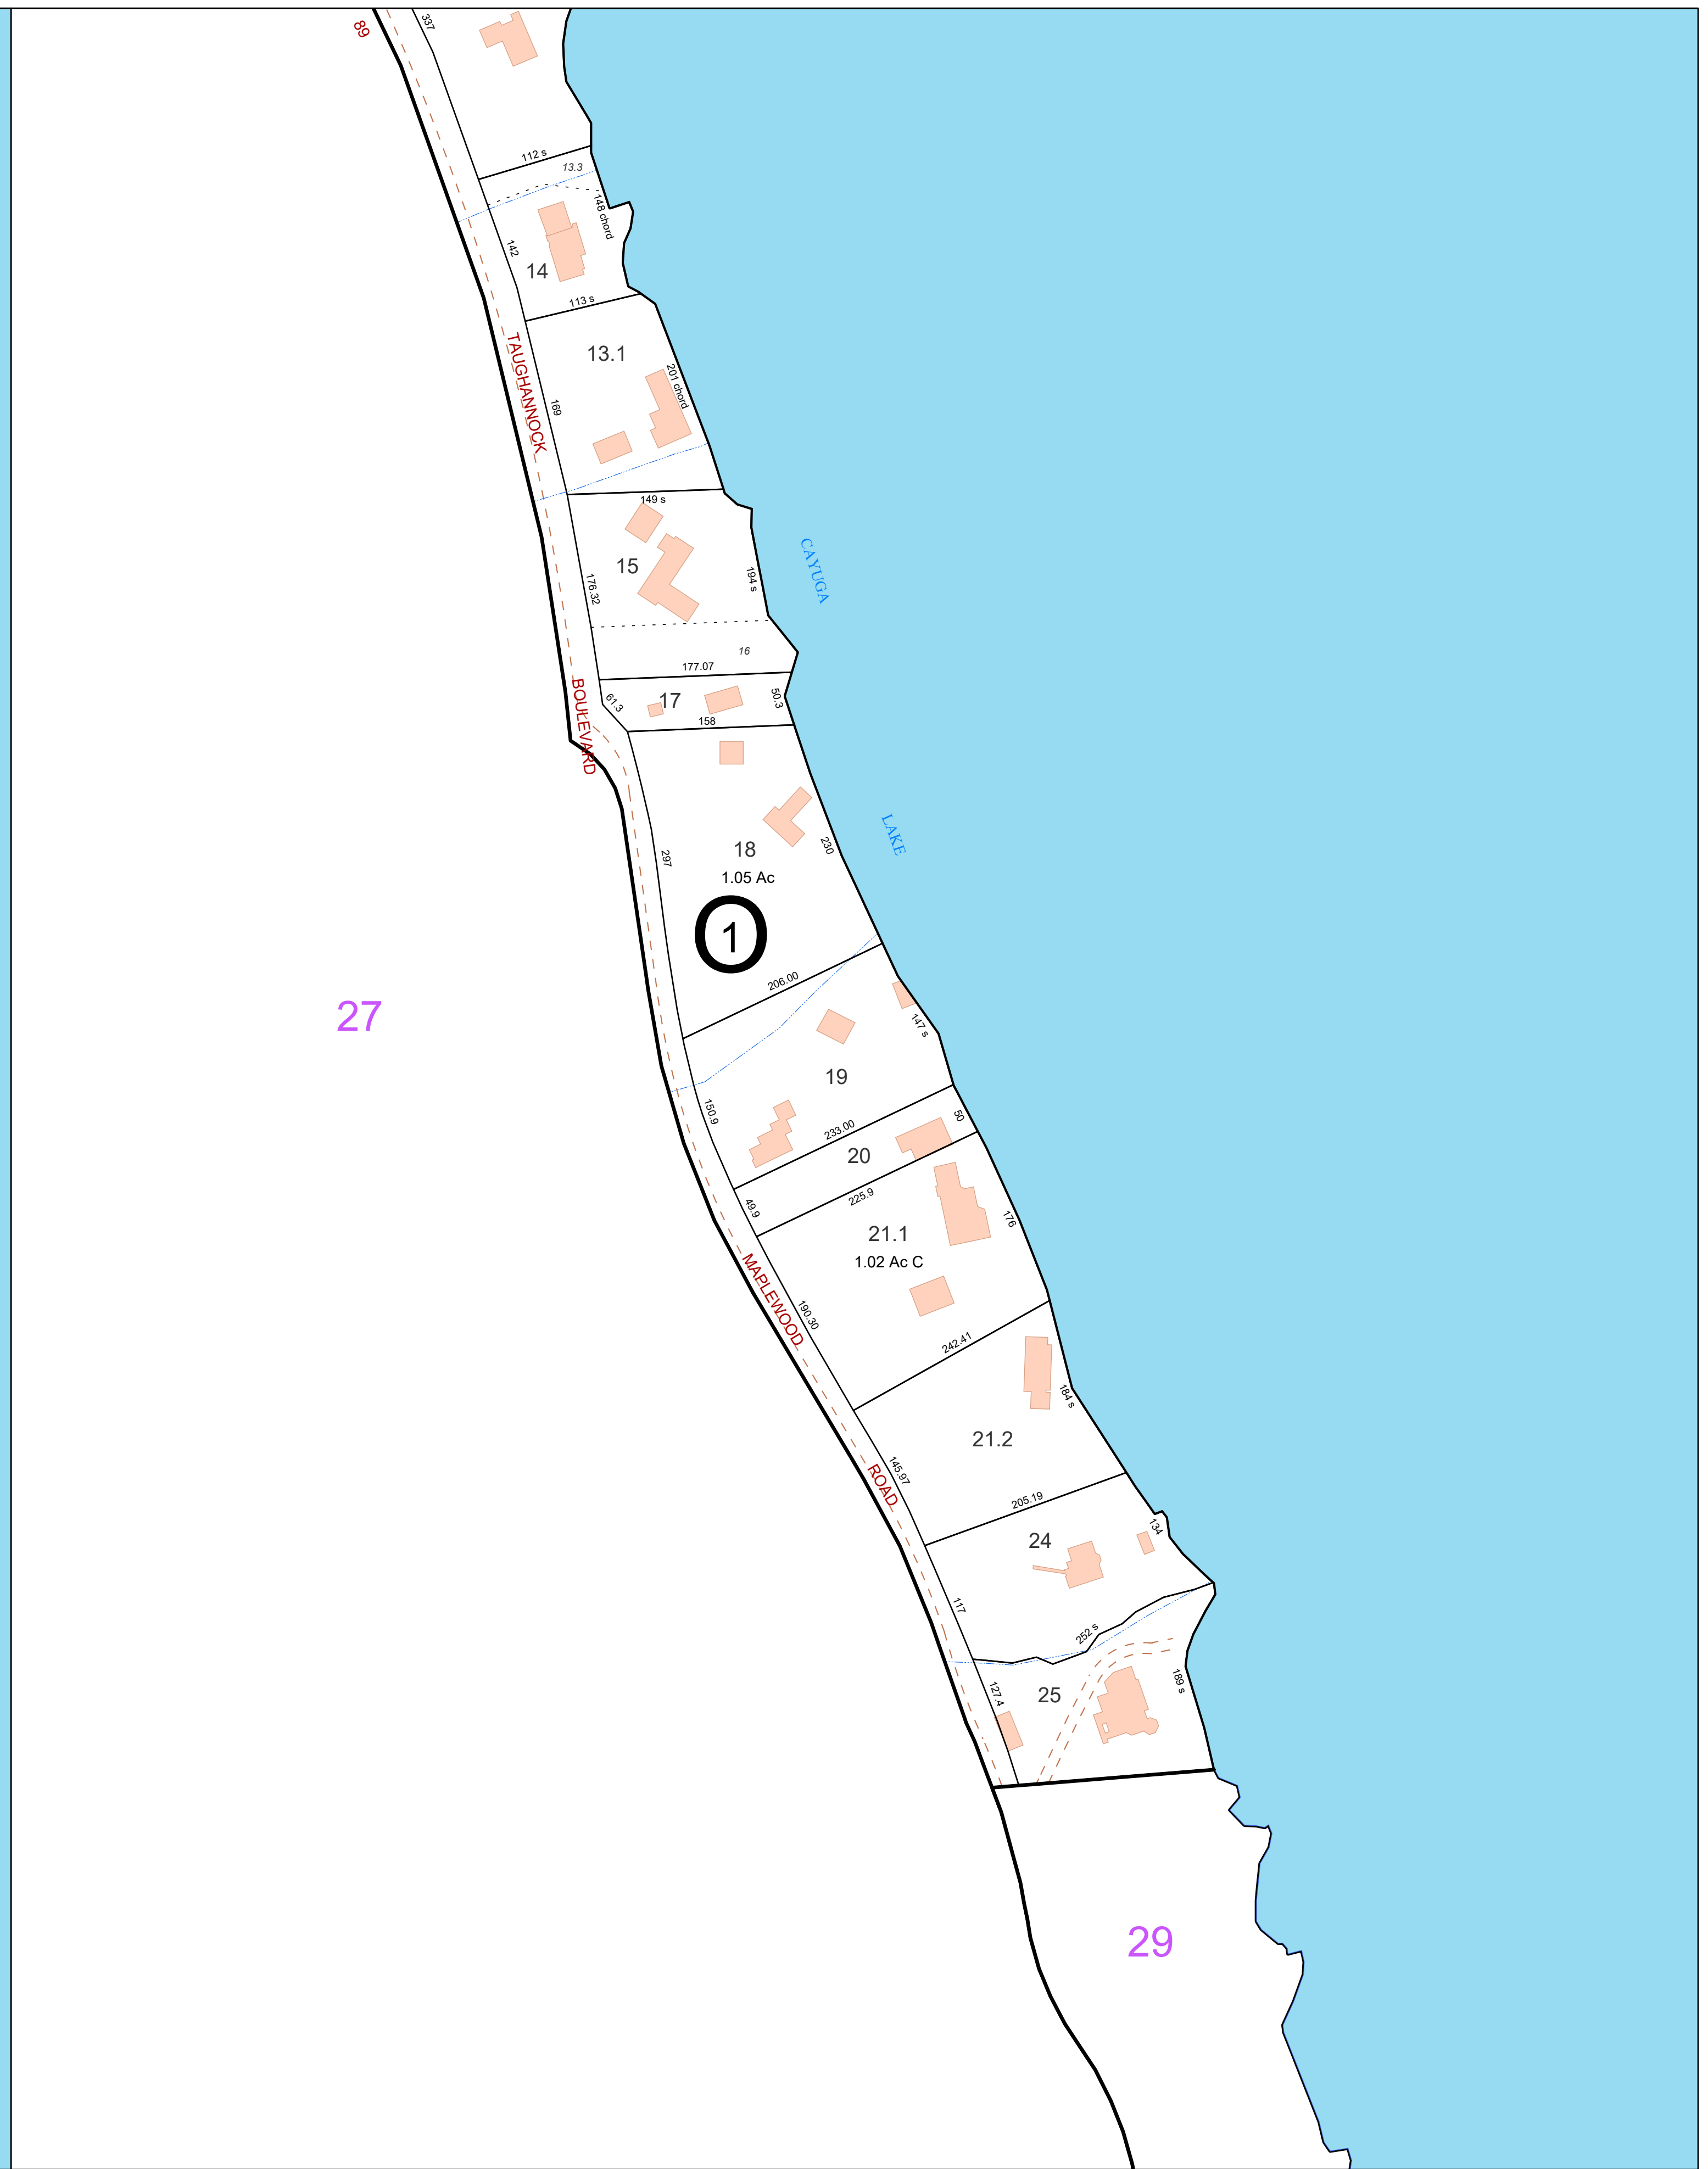 89
337
112 s
13.3
148 chord
142
14
113 s
13.1
201 chord
TAUGHANNOCK
169
149 s
15
CAYUGA
176.32
194 s
16
177.07
BOULEVARD
61.3
17
50.3
158
LAKE
230
297
18
1.05 Ac
1
206.00
27
147 s
19
150.9
233.00
50
20
49.9
225.9
176
21.1
1.02 Ac C
MAPLEWOOD
190.30
242.41
184 s
21.2
145.97
ROAD
205.19
134
24
117
252 s
127.4
25
189 s
29